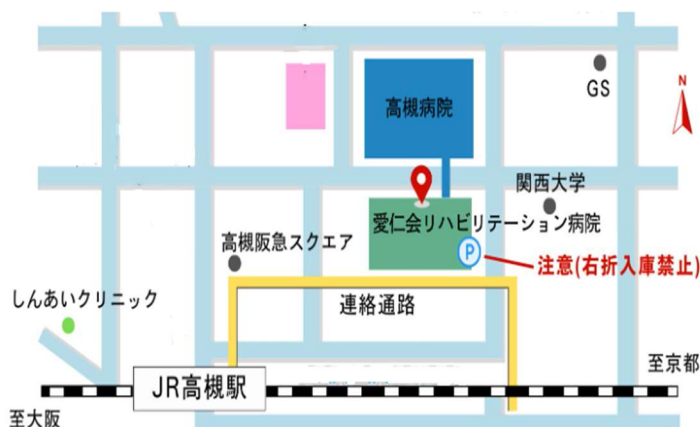 GS
N
高槻病院
関西大学
愛仁会リハビリテーション病院
高槻阪急スクエア
P
注意(右折入庫禁止)
しんあいクリニック
連絡通路
至京都
JR高槻駅
至大阪